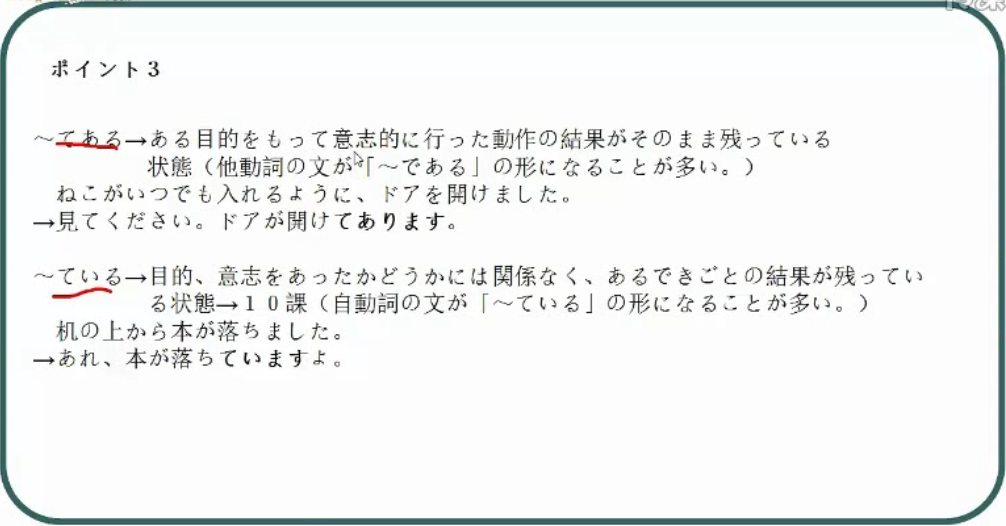 ポイント３
～てある→ある目的をもって意志的に行った動作の結果がそのまま残っている
状態（他動詞の文が「～である」の形になることが多い。）
ねこがいつでも入れるように、ドアを開けました。
→見てください。ドアが開けてあります。
～ている→目的、意志をあったかどうかには関係なく、あるできごとの結果が残ってい
る状態→１０課（自動詞の文が「～ている」の形になることが多い。）
机の上から本が落ちました。
→あれ、本が落ちていますよ。